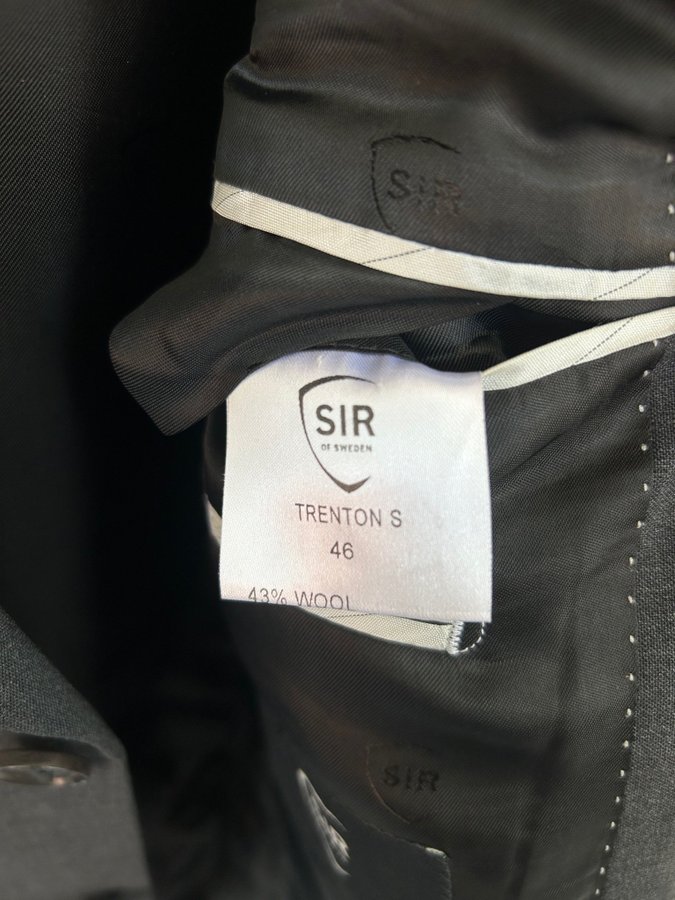 SIR
SIR
OF SWEDEN
TRENTON S
46
43% WOOL
SIR